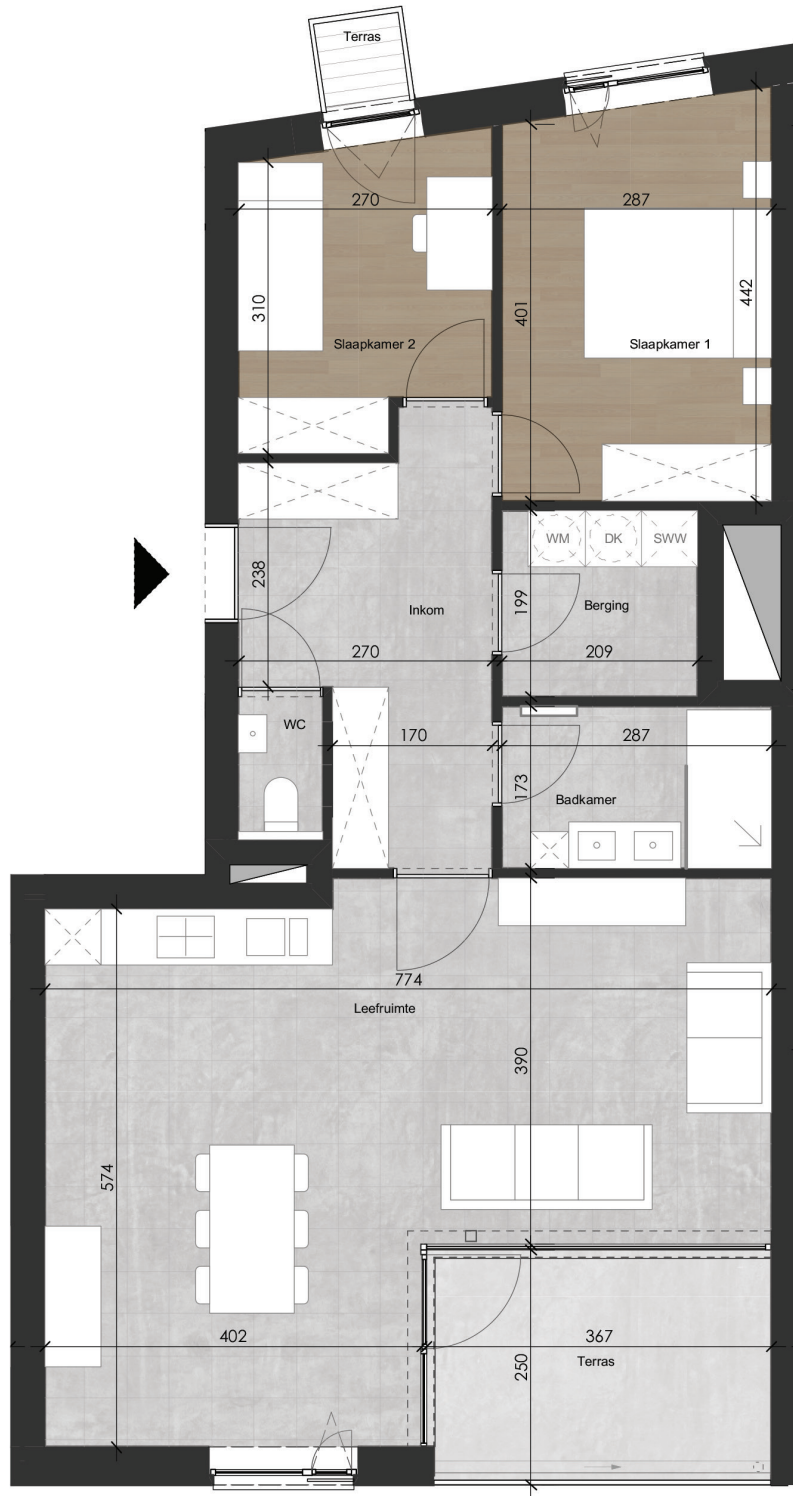 Terras
270
287
310
401
442
Slaapkamer 2
Slaapkamer 1
WM
DK
SWW
238
199
Inkom
Berging
270
209
WC
170
287
173
Badkamer
774
Leefruimte
390
574
402
367
250
Terras